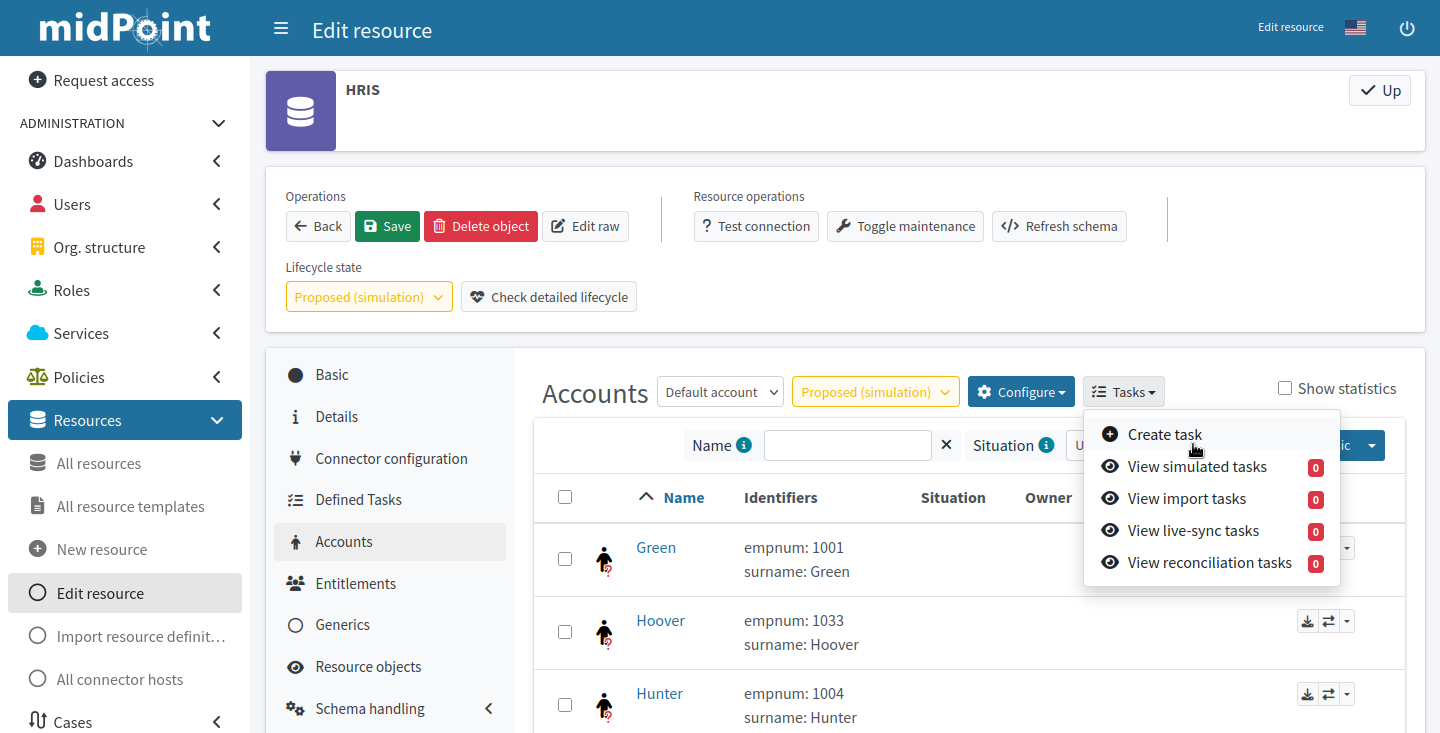 midPoint
Edit resource
Edit resource
Request access
ADMINISTRATION
Dashboards
Users
Org. structure
Roles
Services
Policies
Resources
All resources
All resource templates
New resource
Edit resource
Import resource definit...
All connector hosts
Cases
HRIS
Up
Operations
Back
Save
Delete object
Edit raw
Resource operations
? Test connection
Toggle maintenance
Refresh schema
Lifecycle state
Proposed (simulation)
Check detailed lifecycle
Basic
Details
Connector configuration
Defined Tasks
Accounts
Entitlements
Generics
Resource objects
Schema handling
Accounts
Default account
Proposed (simulation)
Configure
Tasks
Show statistics
Create task
View simulated tasks 0
View import tasks 0
View live-sync tasks 0
View reconciliation tasks 0
Name
Situation
U
ic
Name Identifiers Situation Owner
Green
empnum: 1001
surname: Green
Hoover
empnum: 1033
surname: Hoover
Hunter
empnum: 1004
surname: Hunter